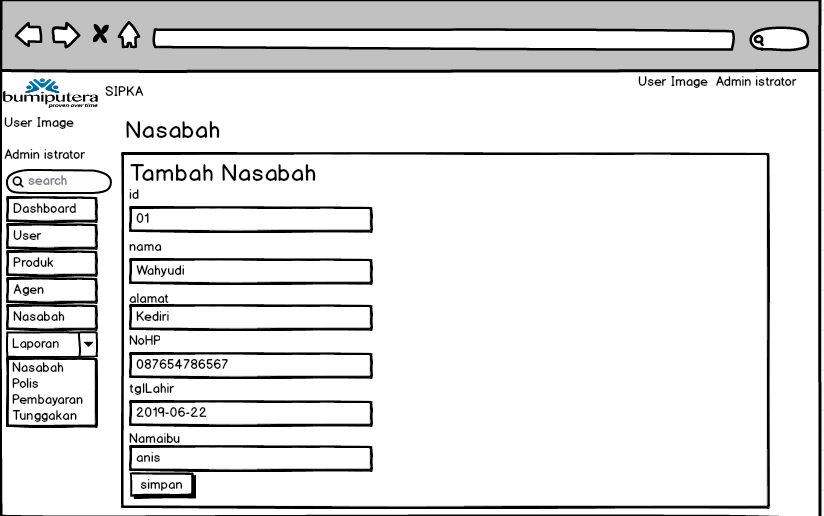 bumiputera
proven over time
SIPKA
User Image Admin istrator
User Image
Admin istrator
search
Dashboard
User
Produk
Agen
Nasabah
Laporan
Nasabah
Polis
Pembayaran
Tunggakan
Nasabah
Tambah Nasabah
id
01
nama
Wahyudi
alamat
Kediri
NoHP
087654786567
tglLahir
2019-06-22
Namaibu
anis
simpan